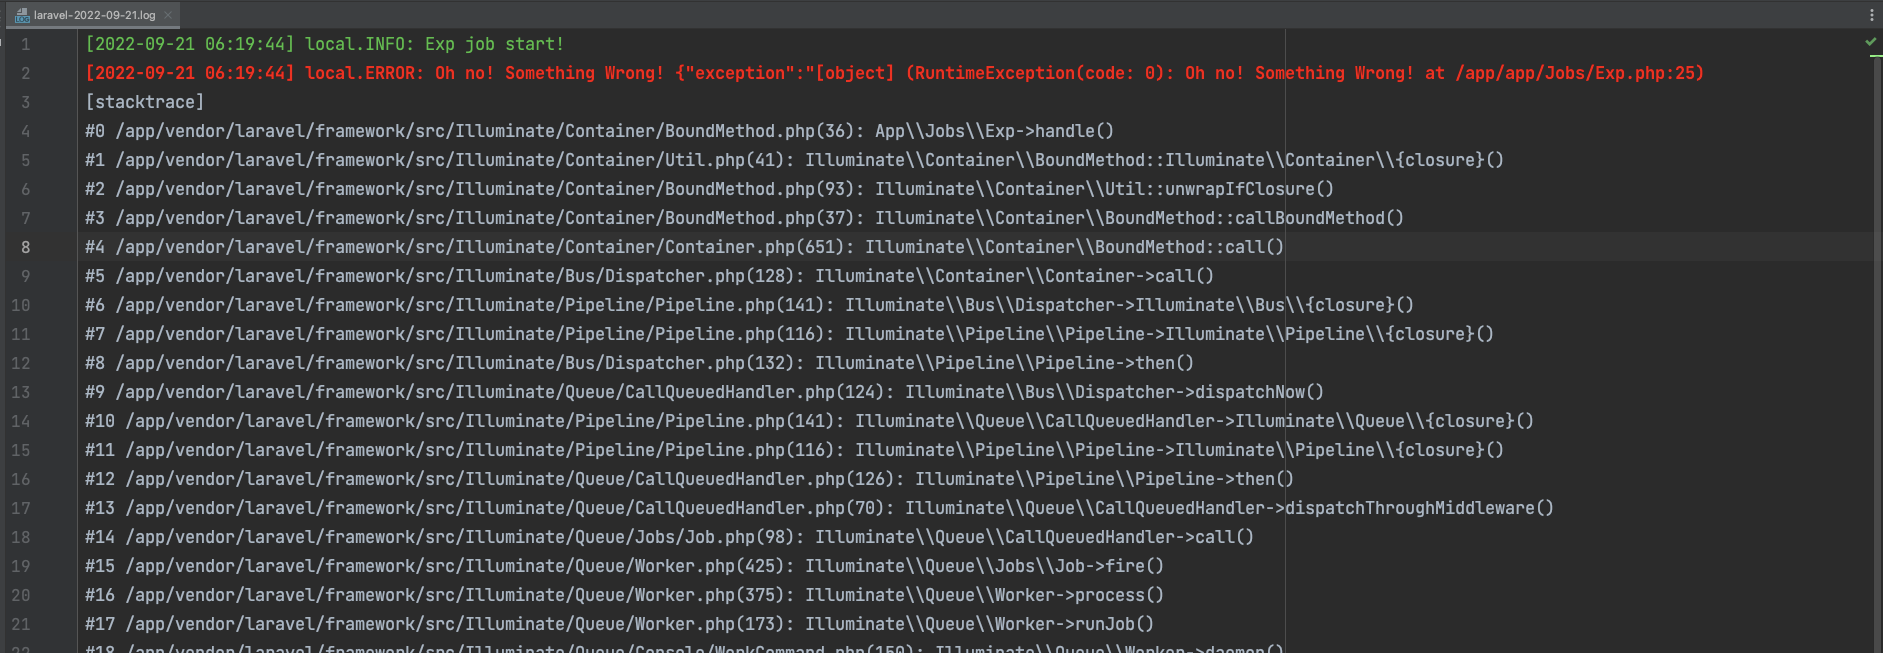 laravel-2022-09-21.log
1 [2022-09-21 06:19:44] local.INFO: Exp job start!
2 [2022-09-21 06:19:44] local.ERROR: Oh no! Something Wrong! {"exception":"[object] (RuntimeException(code: 0): Oh no! Something Wrong! at /app/app/Jobs/Exp.php:25)
3 [stacktrace]
4 #0 /app/vendor/laravel/framework/src/Illuminate/Container/BoundMethod.php(36): App\\Jobs\\Exp->handle()
5 #1 /app/vendor/laravel/framework/src/Illuminate/Container/Util.php(41): Illuminate\\Container\\BoundMethod::Illuminate\\Container\\{closure}()
6 #2 /app/vendor/laravel/framework/src/Illuminate/Container/BoundMethod.php(93): Illuminate\\Container\\Util::unwrapIfClosure()
7 #3 /app/vendor/laravel/framework/src/Illuminate/Container/BoundMethod.php(37): Illuminate\\Container\\BoundMethod::callBoundMethod()
8 #4 /app/vendor/laravel/framework/src/Illuminate/Container/Container.php(651): Illuminate\\Container\\BoundMethod::call()
9 #5 /app/vendor/laravel/framework/src/Illuminate/Bus/Dispatcher.php(128): Illuminate\\Container\\Container->call()
10 #6 /app/vendor/laravel/framework/src/Illuminate/Pipeline/Pipeline.php(141): Illuminate\\Bus\\Dispatcher->Illuminate\\Bus\\{closure}()
11 #7 /app/vendor/laravel/framework/src/Illuminate/Pipeline/Pipeline.php(116): Illuminate\\Pipeline\\Pipeline->Illuminate\\Pipeline\\{closure}()
12 #8 /app/vendor/laravel/framework/src/Illuminate/Bus/Dispatcher.php(132): Illuminate\\Pipeline\\Pipeline->then()
13 #9 /app/vendor/laravel/framework/src/Illuminate/Queue/CallQueuedHandler.php(124): Illuminate\\Bus\\Dispatcher->dispatchNow()
14 #10 /app/vendor/laravel/framework/src/Illuminate/Pipeline/Pipeline.php(141): Illuminate\\Queue\\CallQueuedHandler->Illuminate\\Queue\\{closure}()
15 #11 /app/vendor/laravel/framework/src/Illuminate/Pipeline/Pipeline.php(116): Illuminate\\Pipeline\\Pipeline->Illuminate\\Pipeline\\{closure}()
16 #12 /app/vendor/laravel/framework/src/Illuminate/Queue/CallQueuedHandler.php(126): Illuminate\\Pipeline\\Pipeline->then()
17 #13 /app/vendor/laravel/framework/src/Illuminate/Queue/CallQueuedHandler.php(70): Illuminate\\Queue\\CallQueuedHandler->dispatchThroughMiddleware()
18 #14 /app/vendor/laravel/framework/src/Illuminate/Queue/Jobs/Job.php(98): Illuminate\\Queue\\CallQueuedHandler->call()
19 #15 /app/vendor/laravel/framework/src/Illuminate/Queue/Worker.php(425): Illuminate\\Queue\\Jobs\\Job->fire()
20 #16 /app/vendor/laravel/framework/src/Illuminate/Queue/Worker.php(375): Illuminate\\Queue\\Worker->process()
21 #17 /app/vendor/laravel/framework/src/Illuminate/Queue/Worker.php(173): Illuminate\\Queue\\Worker->runJob()
22 #18 /app/vendor/laravel/framework/src/Illuminate/Queue/Console/WorkCommand.php(150): Illuminate\\Queue\\Worker->daemon()